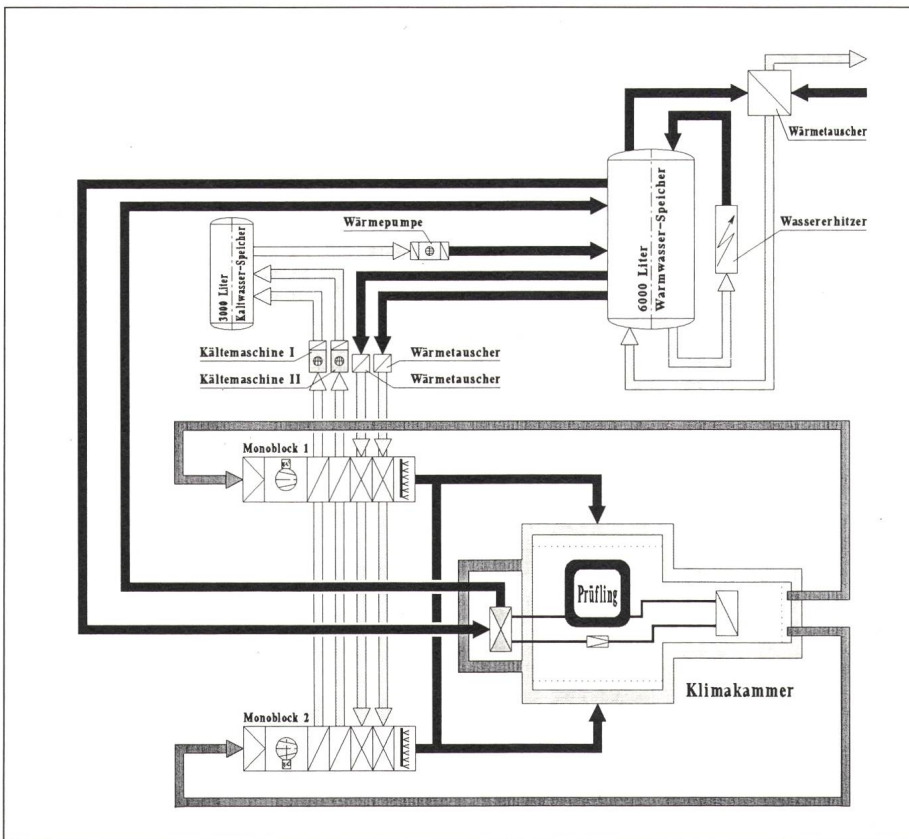 Wärmetauscher
Wärmepumpe
Wassererhitzer
3000 Liter
Kaltwasser-Speicher
6000 Liter
Warmwasser-Speicher
Kältemaschine I
Wärmetauscher
Kältemaschine II
Wärmetauscher
Monoblock 1
Prüfling
Klimakammer
Monoblock 2